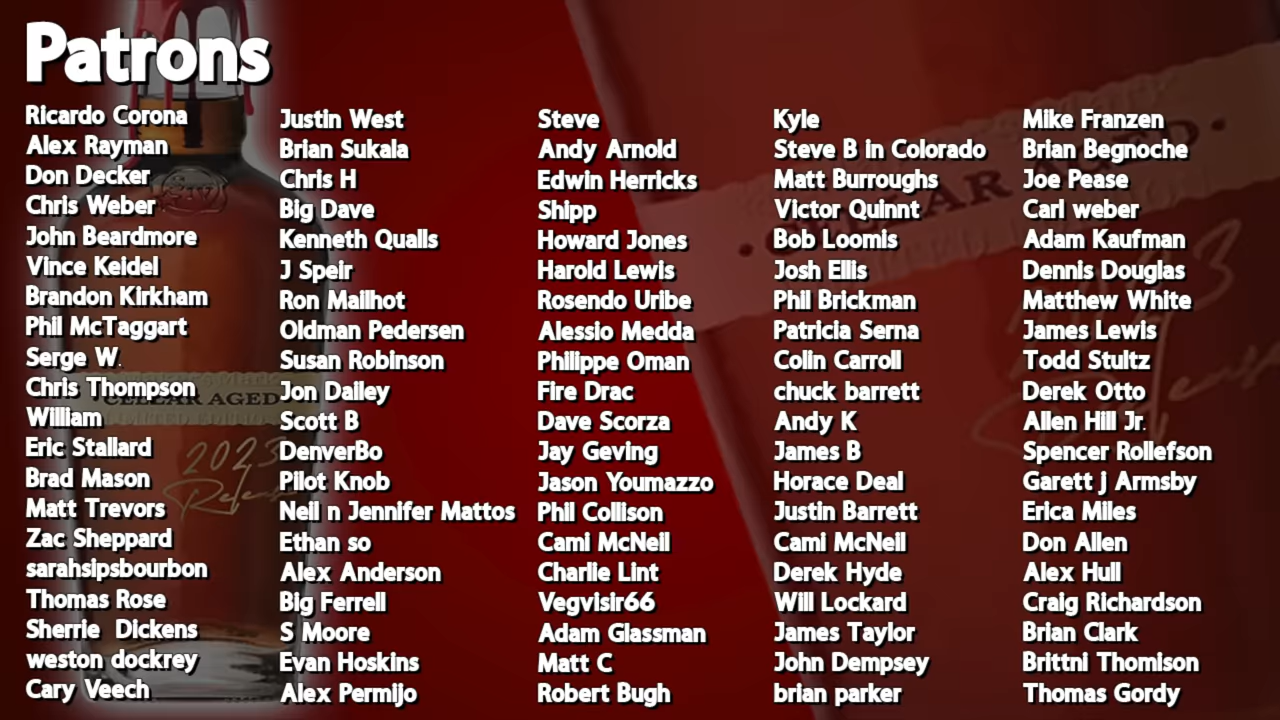 Patrons
Ricardo Corona
Alex Rayman
Don Decker
Chris Weber
John Beardmore
Vince Keidel
Brandon Kirkham
Phil McTaggart
Serge W.
Chris Thompson
William
Eric Stallard
Brad Mason
Matt Trevors
Zac Sheppard
sarahsipsbourbon
Thomas Rose
Sherrie Dickens
weston dockrey
Cary Veech
Justin West
Brian Sukala
Chris H
Big Dave
Kenneth Qualls
J Speir
Ron Mailhot
Oldman Pedersen
Susan Robinson
Jon Dailey
Scott B
DenverBo
Pilot Knob
Neil n Jennifer Mattos
Ethan so
Alex Anderson
Big Ferrell
S Moore
Evan Hoskins
Alex Permijo
Steve
Andy Arnold
Edwin Herricks
Shipp
Howard Jones
Harold Lewis
Rosendo Uribe
Alessio Medda
Philippe Oman
Fire Drac
Dave Scorza
Jay Geving
Jason Youmazzo
Phil Collison
Cami McNeil
Charlie Lint
Vegvisir66
Adam Glassman
Matt C
Robert Bugh
Kyle
Steve B in Colorado
Matt Burroughs
Victor Quinnt
Bob Loomis
Josh Ellis
Phil Brickman
Patricia Serna
Colin Carroll
chuck barrett
Andy K
James B
Horace Deal
Justin Barrett
Cami McNeil
Derek Hyde
Will Lockard
James Taylor
John Dempsey
brian parker
Mike Franzen
Brian Begnoche
Joe Pease
Carl weber
Adam Kaufman
Dennis Douglas
Matthew White
James Lewis
Todd Stultz
Derek Otto
Allen Hill Jr.
Spencer Rollefson
Garett j Armsby
Erica Miles
Don Allen
Alex Hull
Craig Richardson
Brian Clark
Brittni Thomison
Thomas Gordy
CELLAR AGED
LIMITED EDITION
2023
Release